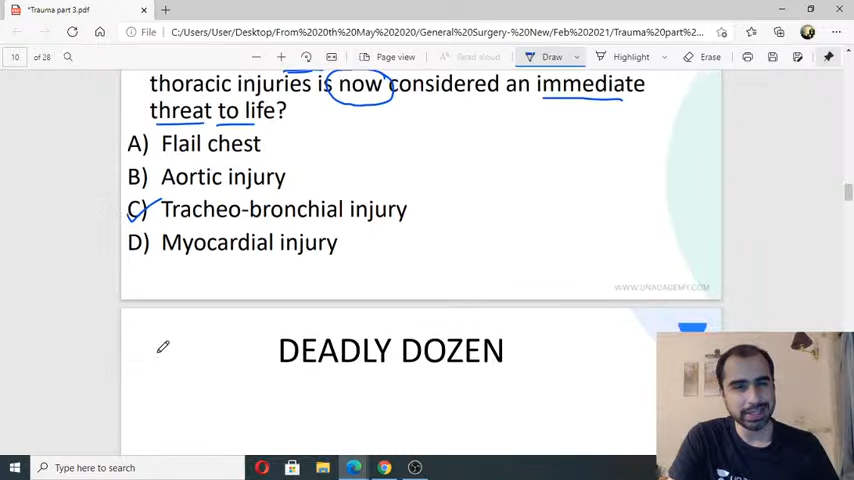 *Trauma part 3.pdf
File C:/Users/User/Desktop/From%2020th%20May%202020/General%20Surgery-%20New/Feb%202021/Trauma%20part%...
10 of 28 Page view Read aloud Draw Highlight Erase
thoracic injuries is now considered an immediate
threat to life?
A) Flail chest
B) Aortic injury
C) Tracheo-bronchial injury
D) Myocardial injury
WWW.UNACADEMY.COM
DEADLY DOZEN
Type here to search